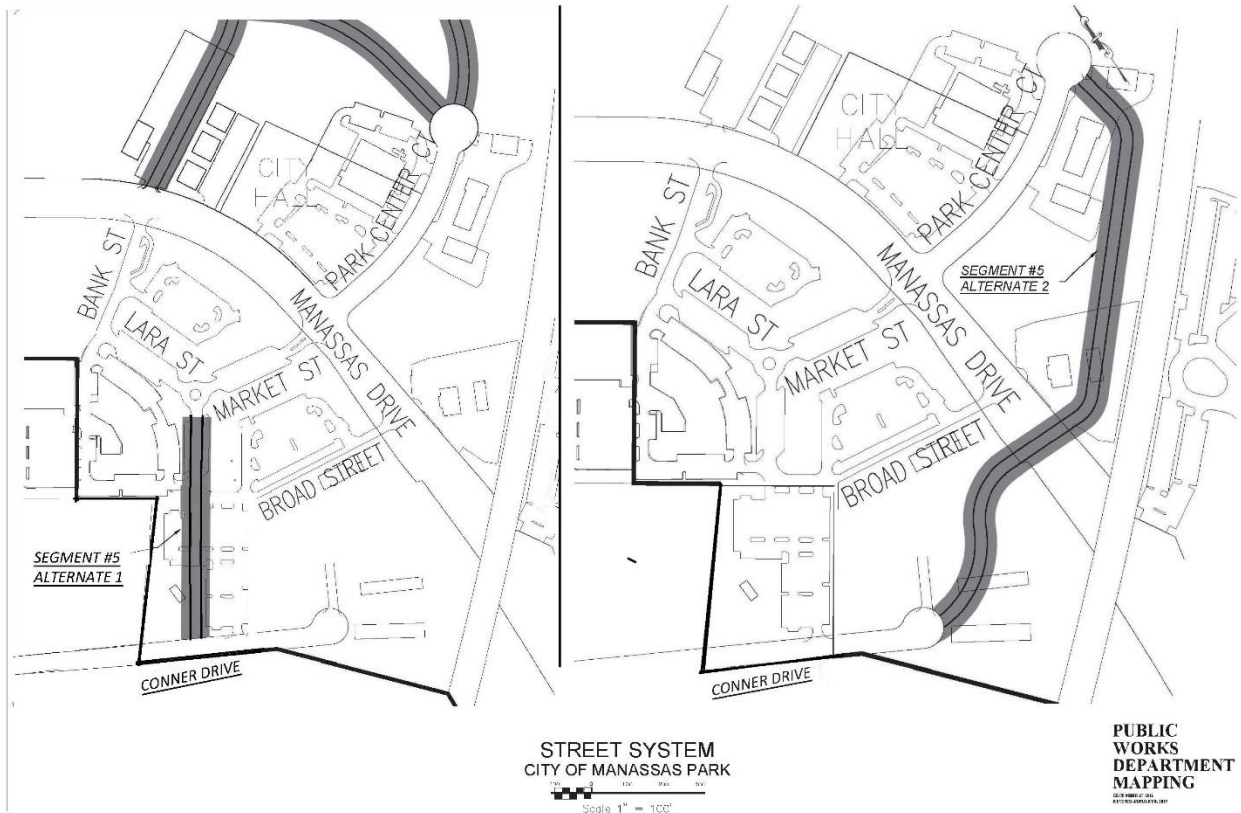 CITY
HALL
PARK CENTER CT
BANK ST
LARA ST
MANASSAS DRIVE
MARKET ST
BROAD STREET
SEGMENT #5
ALTERNATE 1
CONNER DRIVE
CITY
HALL
PARK CENTER CT
BANK ST
LARA ST
MANASSAS DRIVE
MARKET ST
BROAD STREET
SEGMENT #5
ALTERNATE 2
CONNER DRIVE
STREET SYSTEM
CITY OF MANASSAS PARK
Scale 1" = 100'
PUBLIC
WORKS
DEPARTMENT
MAPPING